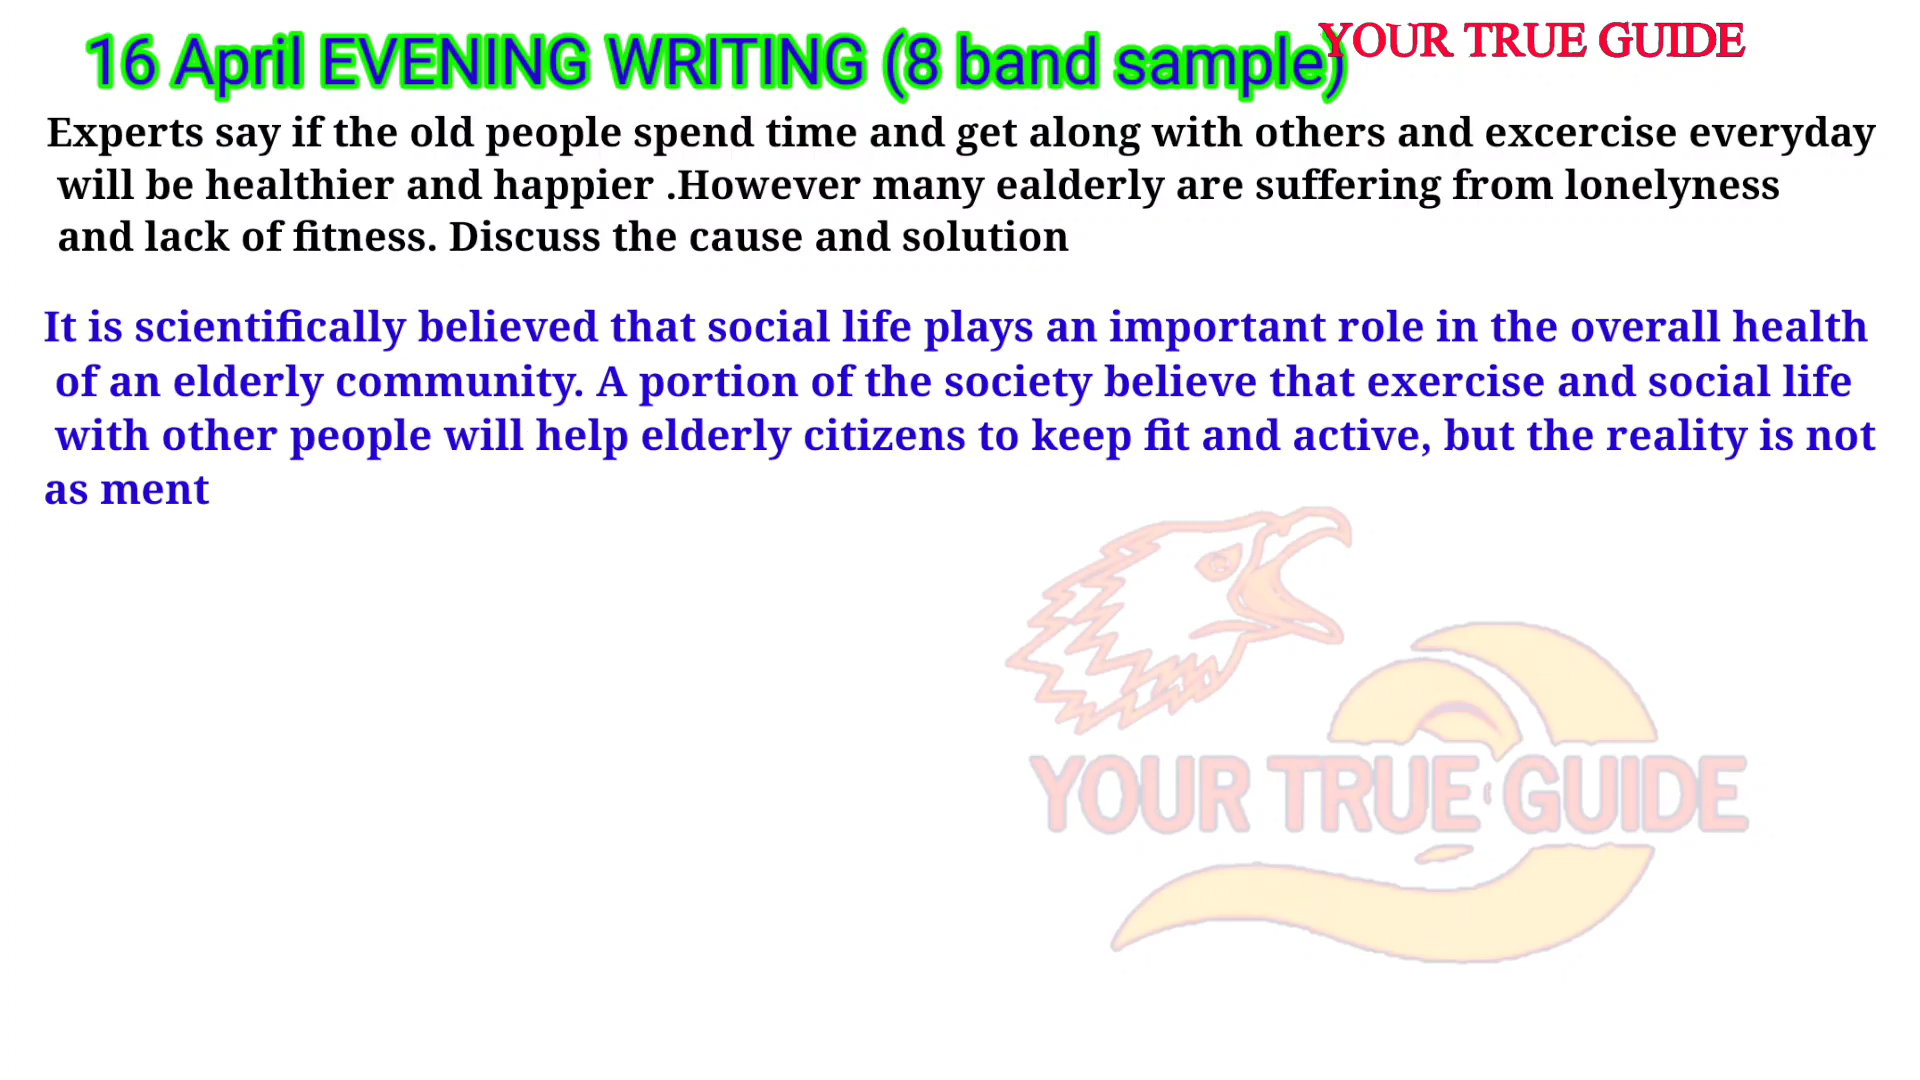 16 April EVENING WRITING (8 band sample)
YOUR TRUE GUIDE
Experts say if the old people spend time and get along with others and excercise everyday
will be healthier and happier .However many ealderly are suffering from lonelyness
and lack of fitness. Discuss the cause and solution
It is scientifically believed that social life plays an important role in the overall health
of an elderly community. A portion of the society believe that exercise and social life
with other people will help elderly citizens to keep fit and active, but the reality is not
as ment
YOUR TRUE GUIDE